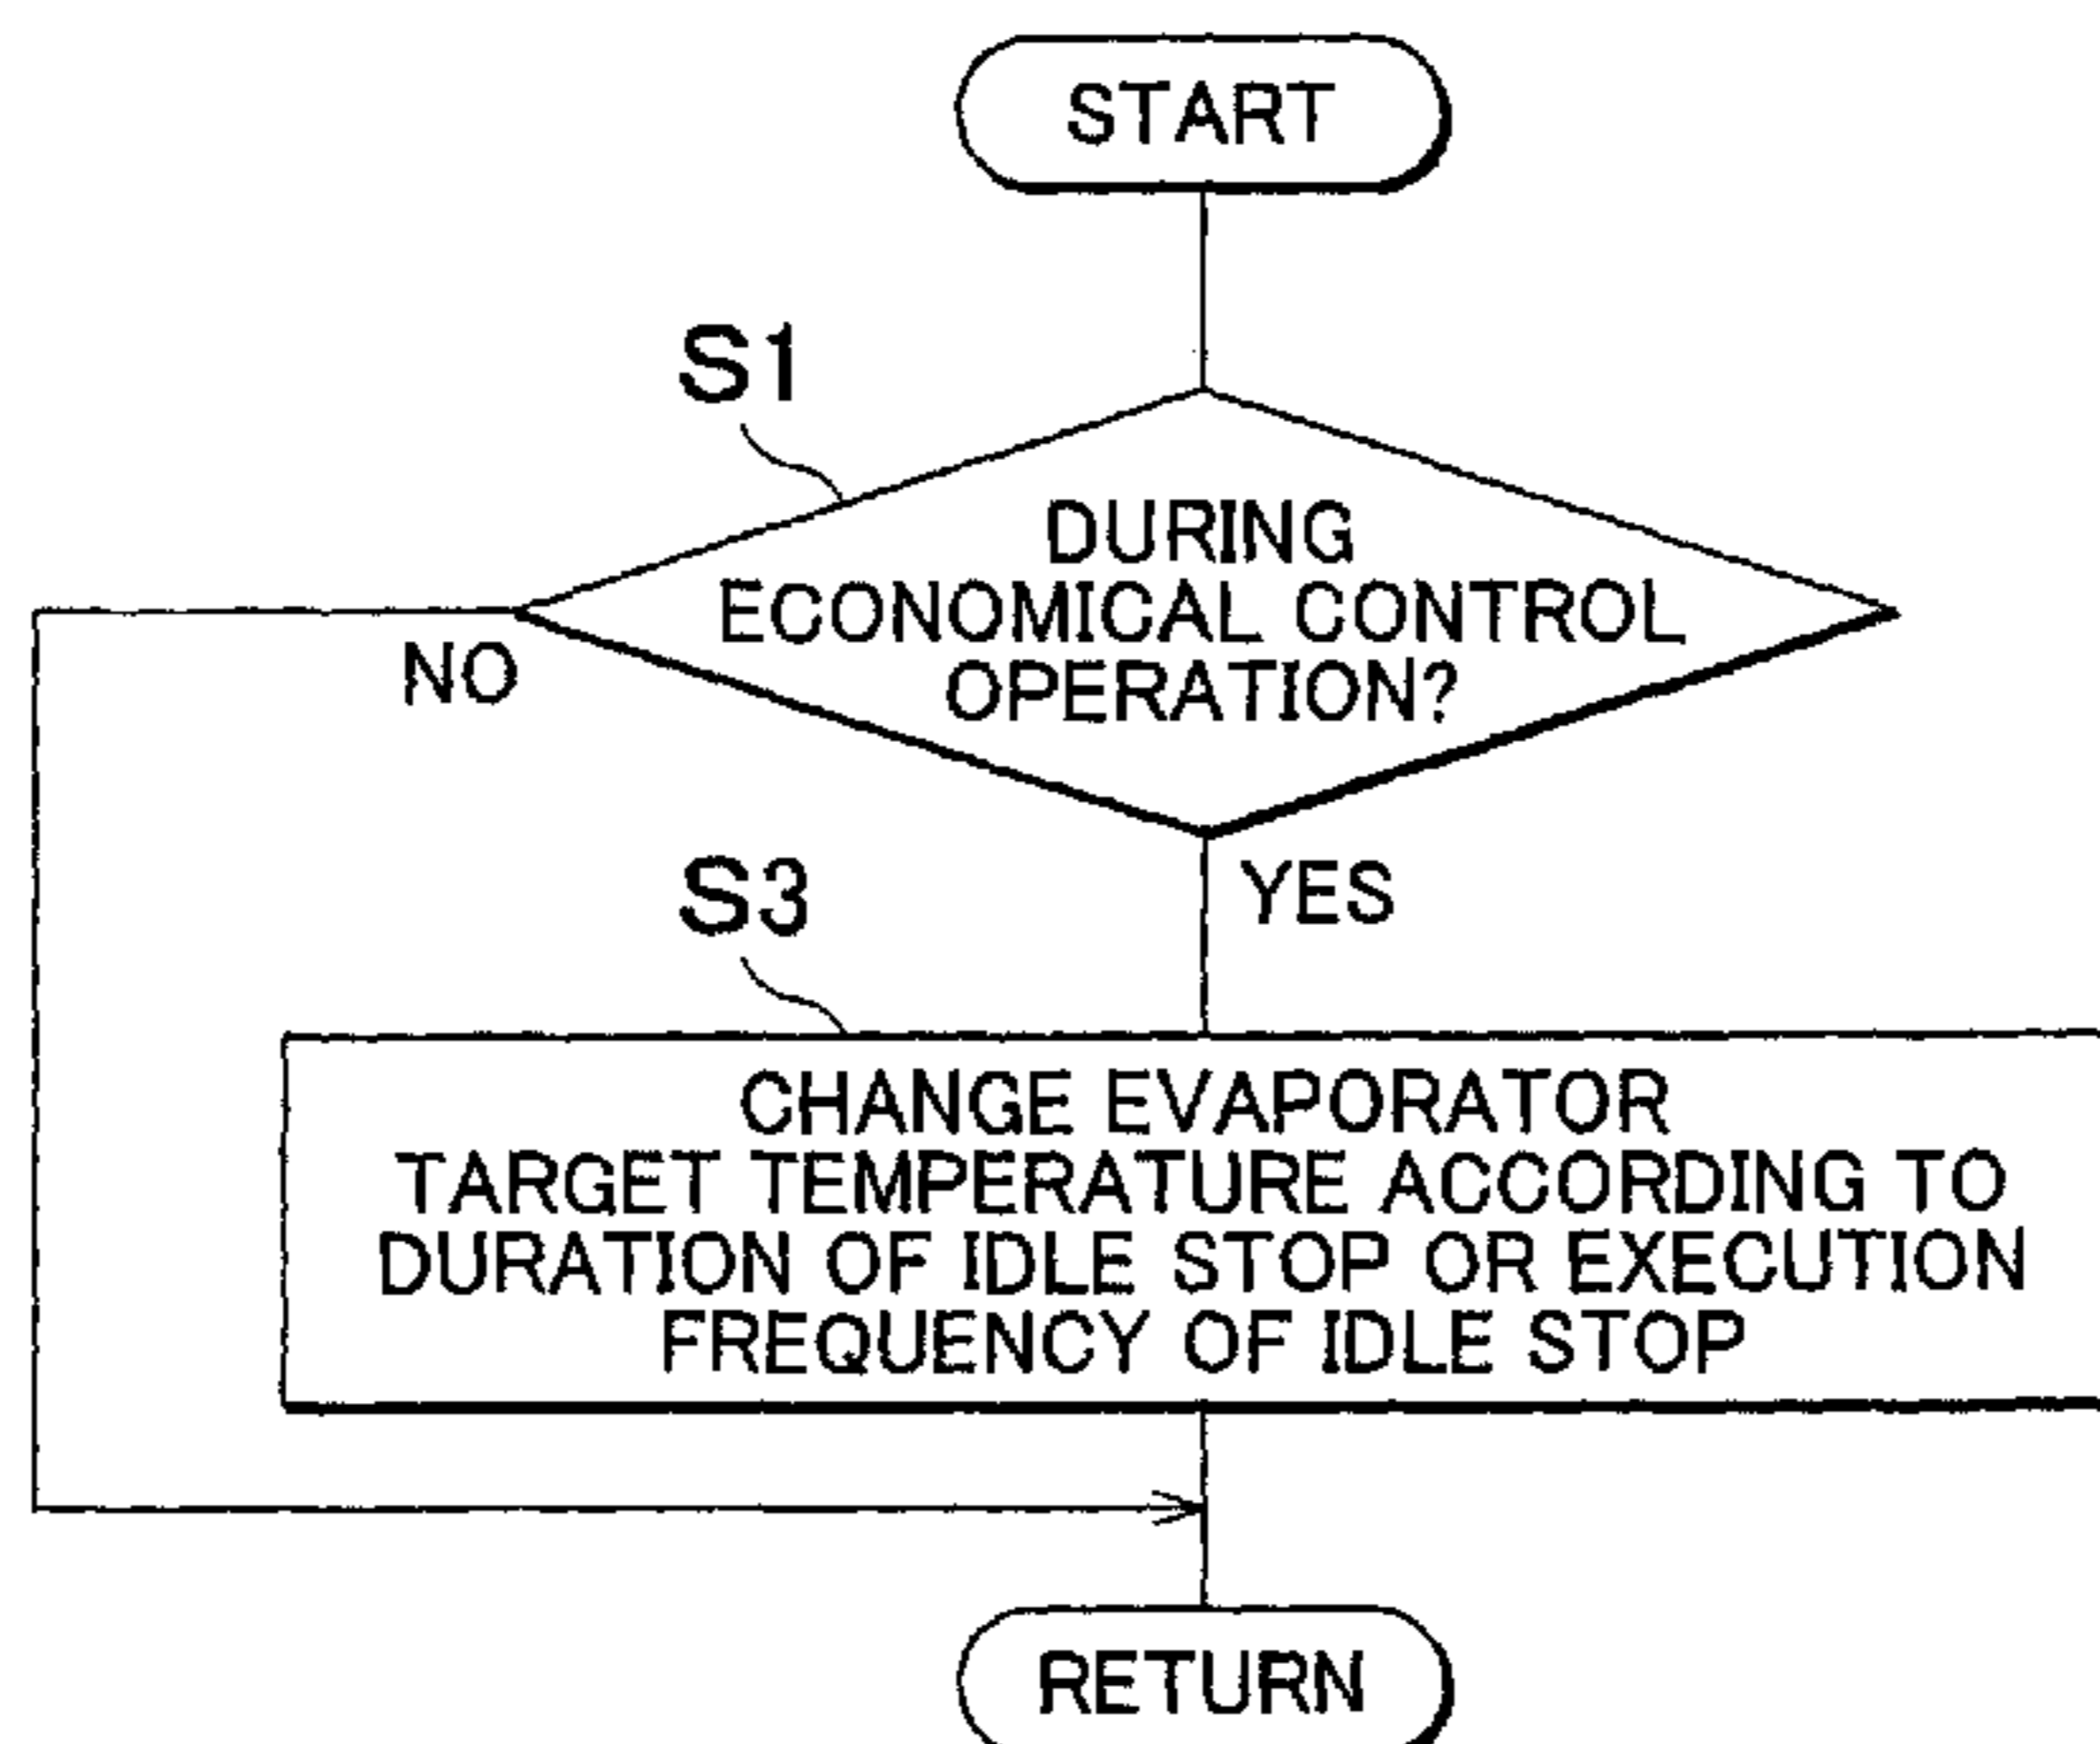 START
S1
DURING
ECONOMICAL CONTROL
OPERATION?
NO
YES
S3
CHANGE EVAPORATOR
TARGET TEMPERATURE ACCORDING TO
DURATION OF IDLE STOP OR EXECUTION
FREQUENCY OF IDLE STOP
RETURN